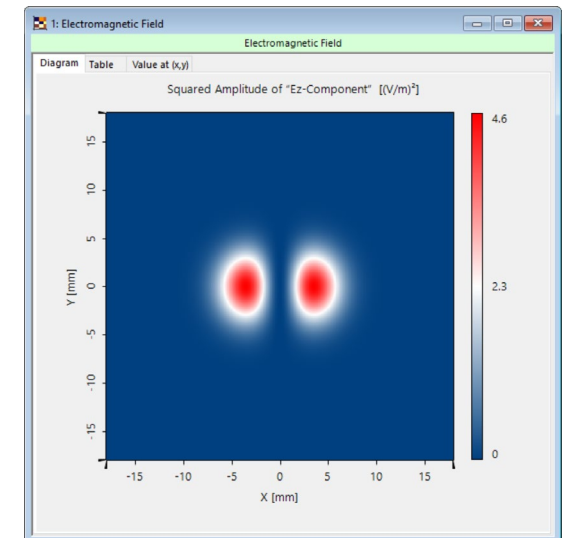 1: Electromagnetic Field
Electromagnetic Field
Diagram Table Value at (x,y)
Squared Amplitude of "Ez-Component" [(V/m)²]
15
10
5
0
-5
-10
-15
Y [mm]
4.6
2.3
0
-15 -10 -5 0 5 10 15
X [mm]